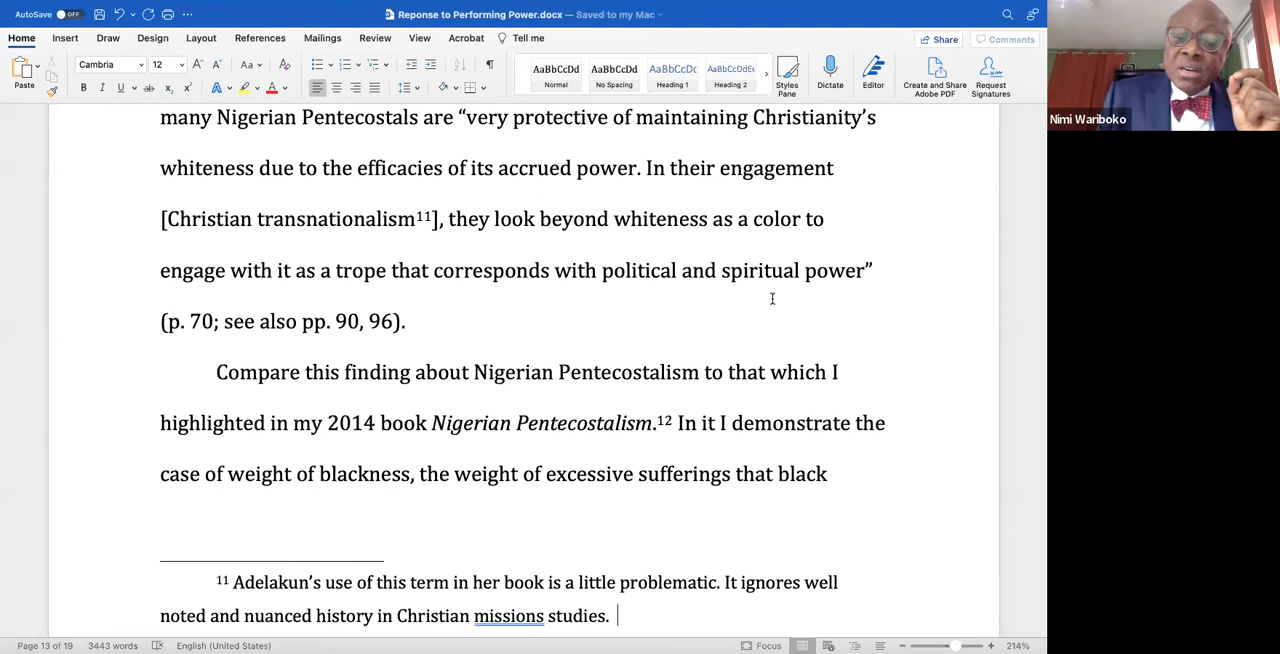 AutoSave OFF Reponse to Performing Power.docx — Saved to my Mac
Home Insert Draw Design Layout References Mailings Review View Acrobat Tell me Share Comments
Paste Cambria 12 A A Aa A ¶ AaBbCcDd AaBbCcDd AaBbCcDc AaBbCcDdEe
B I U ab x₂ x² A A Normal No Spacing Heading 1 Heading 2 Styles Pane Dictate Editor Create and Share Adobe PDF Request Signatures
many Nigerian Pentecostals are “very protective of maintaining Christianity’s
whiteness due to the efficacies of its accrued power. In their engagement
[Christian transnationalism¹¹], they look beyond whiteness as a color to
engage with it as a trope that corresponds with political and spiritual power”
(p. 70; see also pp. 90, 96).
Compare this finding about Nigerian Pentecostalism to that which I
highlighted in my 2014 book Nigerian Pentecostalism.¹² In it I demonstrate the
case of weight of blackness, the weight of excessive sufferings that black
¹¹ Adelakun’s use of this term in her book is a little problematic. It ignores well
noted and nuanced history in Christian missions studies.
Page 13 of 19 3443 words English (United States) Focus 214%
Nimi Wariboko